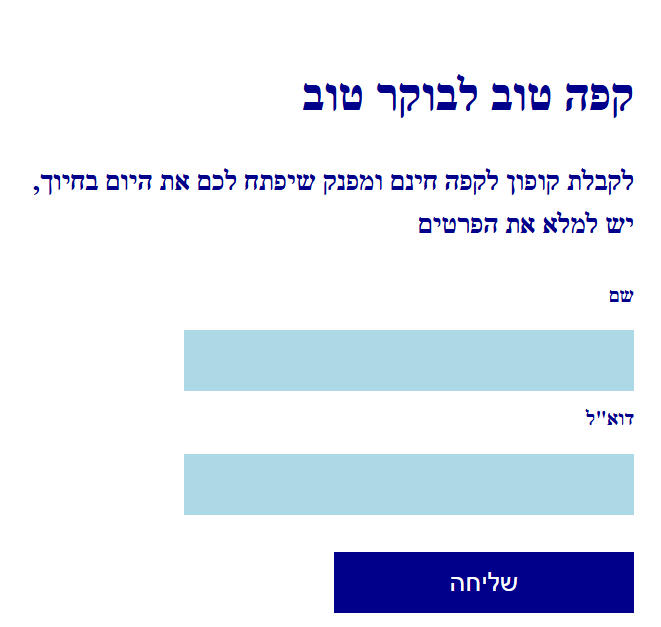 קפה טוב לבוקר טוב
לקבלת קופון לקפה חינם ומפנק שיפתח לכם את היום בחיוך,
יש למלא את הפרטים
שם
דוא"ל
שליחה